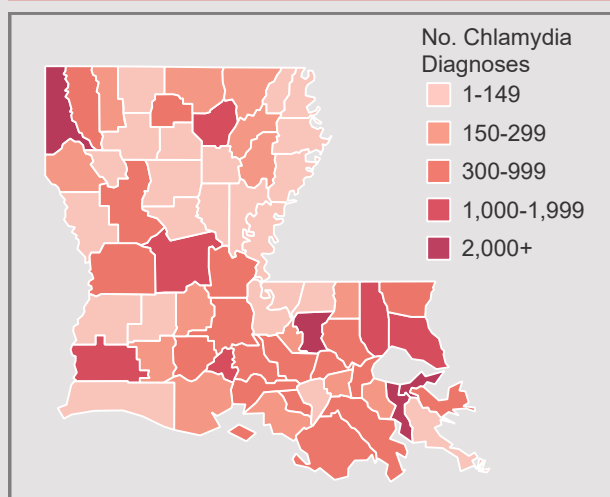 No. Chlamydia
Diagnoses
1-149
150-299
300-999
1,000-1,999
2,000+